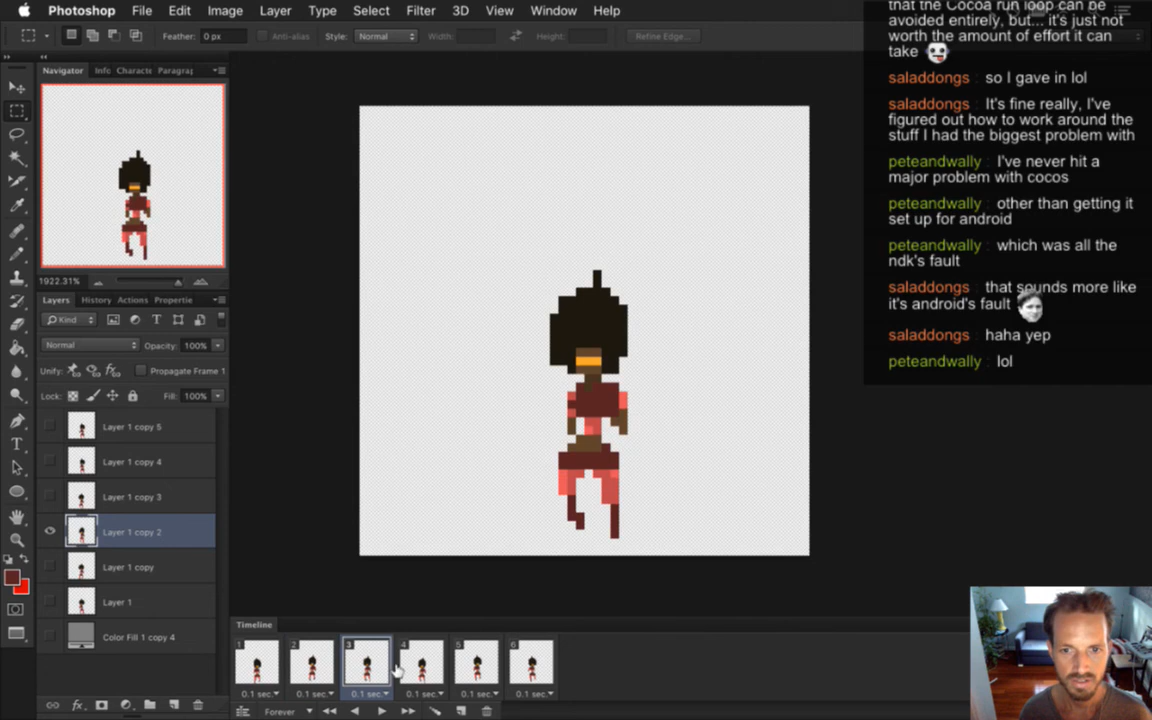 Photoshop File Edit Image Layer Type Select Filter 3D View Window Help
Feather: 0 px Anti-alias Style: Normal Width: Height: Refine Edge...
Navigator Info Characte Paragraj
1922.31%
Layers History Actions Propertie
Kind
Normal Opacity: 100%
Unify: Propagate Frame 1
Lock: Fill: 100%
Layer 1 copy 5
Layer 1 copy 4
Layer 1 copy 3
Layer 1 copy 2
Layer 1 copy
Layer 1
Color Fill 1 copy 4
that the Cocoa run loop can be
avoided entirely, but... it's just not
worth the amount of effort it can
take
saladdongs : so I gave in lol
saladdongs : It's fine really, I've
figured out how to work around the
stuff I had the biggest problem with
peteandwally : I've never hit a
major problem with cocos
peteandwally : other than getting it
set up for android
peteandwally : which was all the
ndk's fault
saladdongs : that sounds more like
it's android's fault
saladdongs : haha yep
peteandwally : lol
Timeline
1 2 3 4 5 6
0.1 sec. 0.1 sec. 0.1 sec. 0.1 sec. 0.1 sec. 0.1 sec.
Forever